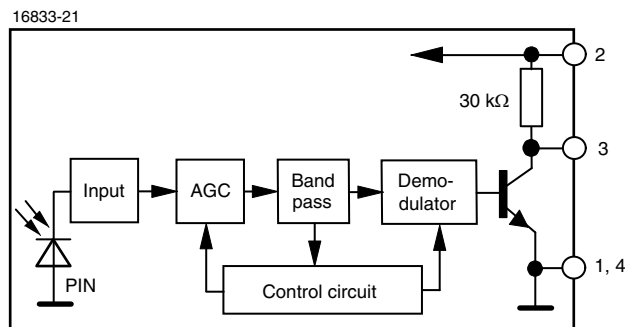 16833-21
2
30 kΩ
3
Input
AGC
Band
pass
Demo-
dulator
1, 4
PIN
Control circuit